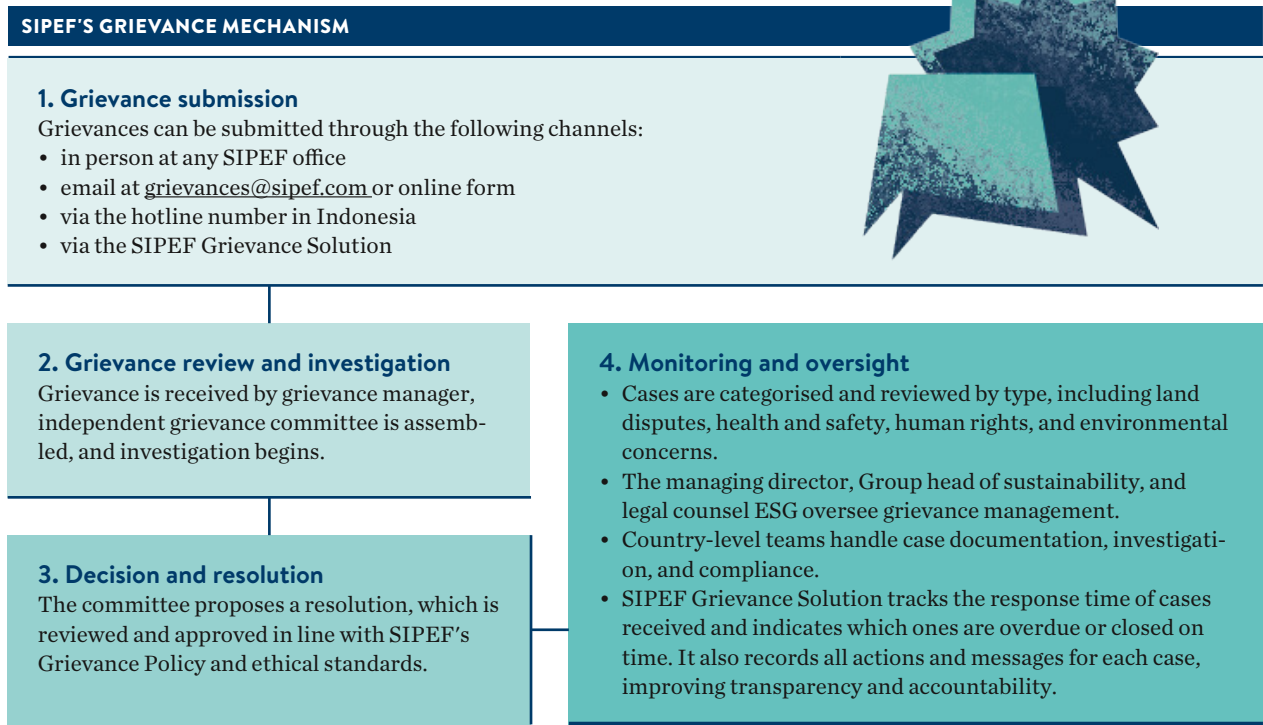 SIPEF'S GRIEVANCE MECHANISM
1. Grievance submission
Grievances can be submitted through the following channels:
• in person at any SIPEF office
• email at grievances@sipef.com or online form
• via the hotline number in Indonesia
• via the SIPEF Grievance Solution
2. Grievance review and investigation
Grievance is received by grievance manager,
independent grievance committee is assemb-
led, and investigation begins.
3. Decision and resolution
The committee proposes a resolution, which is
reviewed and approved in line with SIPEF's
Grievance Policy and ethical standards.
4. Monitoring and oversight
• Cases are categorised and reviewed by type, including land
disputes, health and safety, human rights, and environmental
concerns.
• The managing director, Group head of sustainability, and
legal counsel ESG oversee grievance management.
• Country-level teams handle case documentation, investigati-
on, and compliance.
• SIPEF Grievance Solution tracks the response time of cases
received and indicates which ones are overdue or closed on
time. It also records all actions and messages for each case,
improving transparency and accountability.